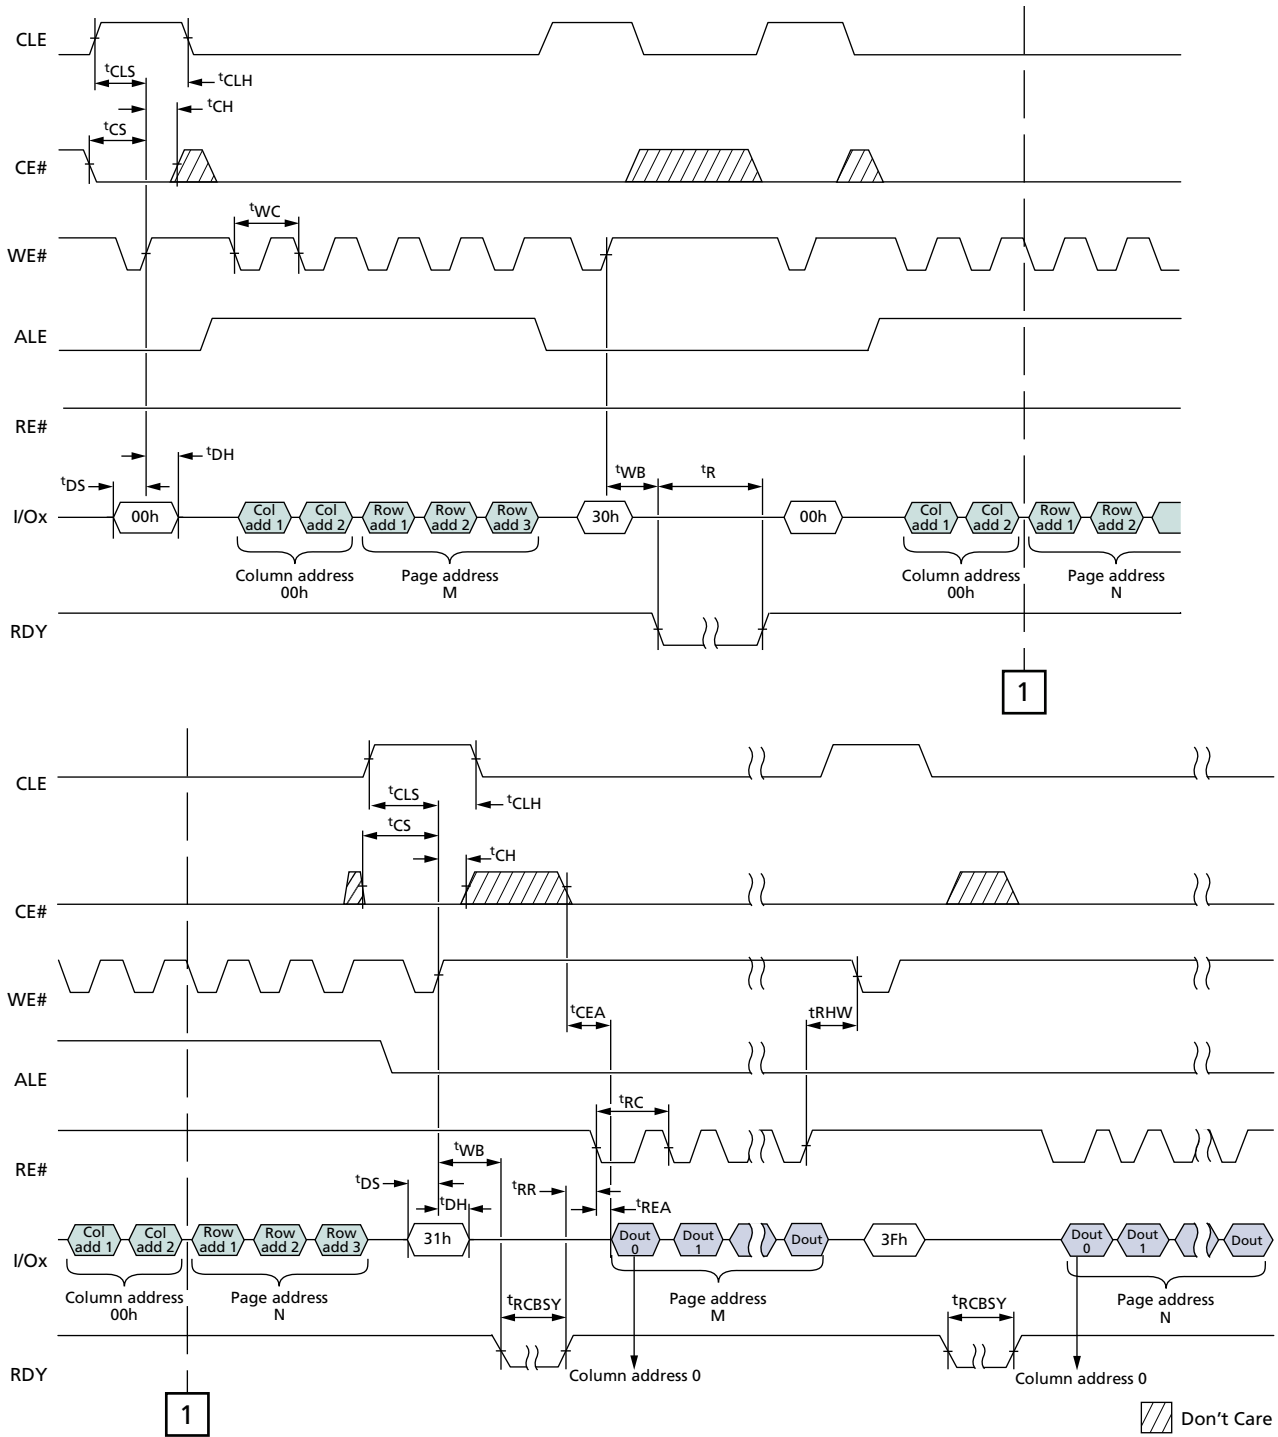 CLE
tCLS
tCLH
tCH
tCS
CE#
tWC
WE#
ALE
RE#
tDH
tDS
tWB
tR
I/Ox
00h
Col add 1
Col add 2
Row add 1
Row add 2
Row add 3
30h
00h
Col add 1
Col add 2
Row add 1
Row add 2
Column address
00h
Page address
M
Column address
00h
Page address
N
RDY
1
CLE
tCLS
tCLH
tCS
tCH
CE#
WE#
tCEA
tRHW
ALE
tRC
RE#
tWB
tDS
tRR
tDH
tREA
I/Ox
Col add 1
Col add 2
Row add 1
Row add 2
Row add 3
31h
Dout 0
Dout 1
Dout
3Fh
Dout 0
Dout 1
Dout
Column address
00h
Page address
N
tRCBSY
Page address
M
tRCBSY
Page address
N
RDY
Column address 0
Column address 0
1
Don't Care